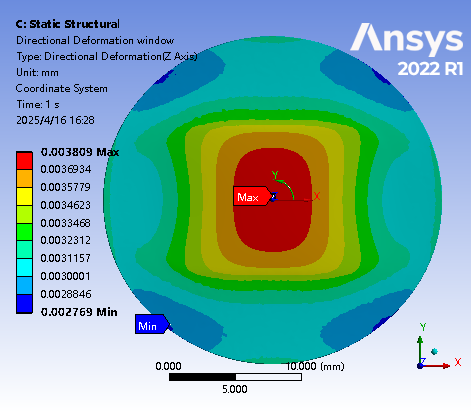 C: Static Structural
Directional Deformation window
Type: Directional Deformation(Z Axis)
Unit: mm
Coordinate System
Time: 1 s
2025/4/16 16:28
Ansys
2022 R1
0.003809 Max
0.0036934
0.0035779
0.0034623
0.0033468
0.0032312
0.0031157
0.0030001
0.0028846
0.002769 Min
Y
Max
X
Min
0.000
10.000 (mm)
5.000
Y
X
Z